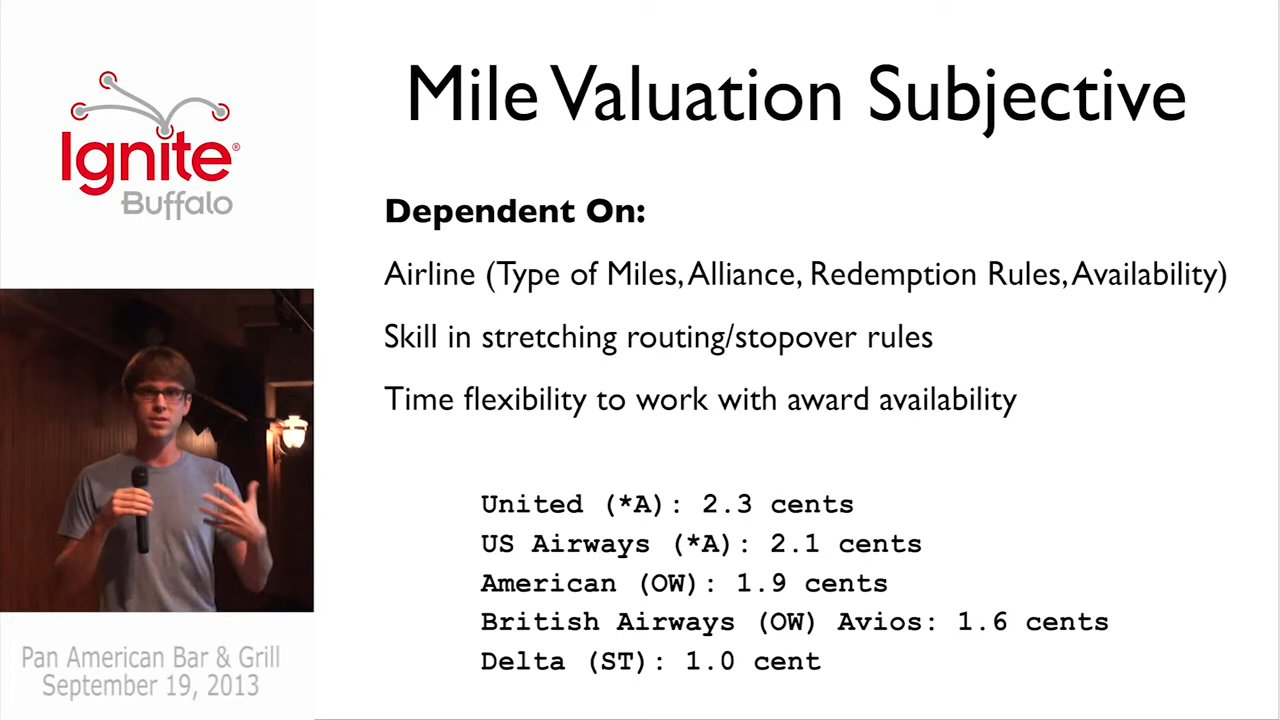 Ignite®
Buffalo
Mile Valuation Subjective
Dependent On:
Airline (Type of Miles, Alliance, Redemption Rules, Availability)
Skill in stretching routing/stopover rules
Time flexibility to work with award availability
United (*A): 2.3 cents
US Airways (*A): 2.1 cents
American (OW): 1.9 cents
British Airways (OW) Avios: 1.6 cents
Delta (ST): 1.0 cent
Pan American Bar & Grill
September 19, 2013